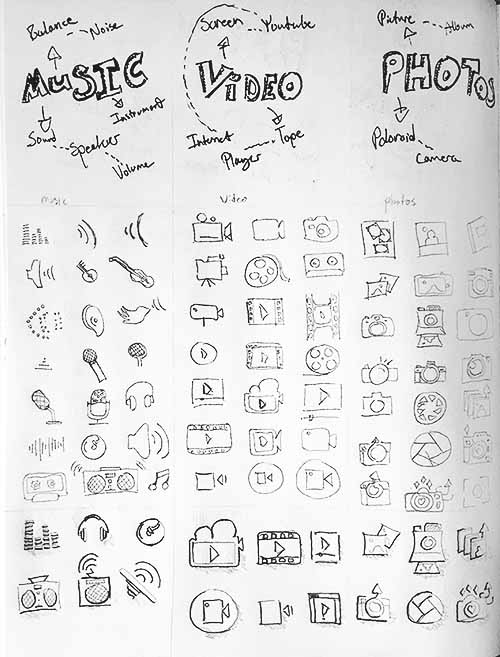 Balance Noise
MUSIC
Instrument
Sound Speaker
Volume
Screen Youtube
VIDEO
Internet Tape
Player
Picture Album
PHOTOS
Polaroid
Camera
music Video photos